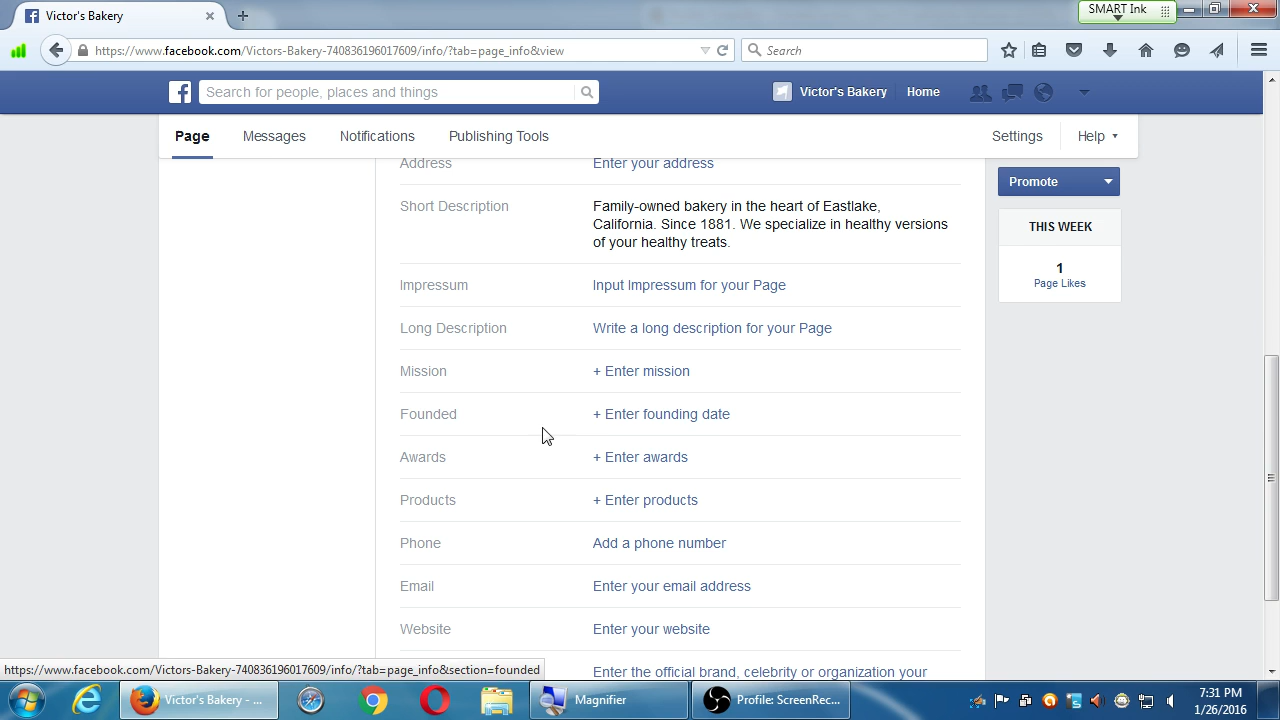 Victor's Bakery
SMART Ink
https://www.facebook.com/Victors-Bakery-740836196017609/info/?tab=page_info&view
Search
Search for people, places and things
Victor's Bakery
Home
Page
Messages
Notifications
Publishing Tools
Settings
Help
Address
Enter your address
Promote
Short Description
Family-owned bakery in the heart of Eastlake,
California. Since 1881. We specialize in healthy versions
of your healthy treats.
THIS WEEK
1
Page Likes
Impressum
Input Impressum for your Page
Long Description
Write a long description for your Page
Mission
+ Enter mission
Founded
+ Enter founding date
Awards
+ Enter awards
Products
+ Enter products
Phone
Add a phone number
Email
Enter your email address
Website
Enter your website
Enter the official brand, celebrity or organization your
https://www.facebook.com/Victors-Bakery-740836196017609/info/?tab=page_info&section=founded
Victor's Bakery - ...
Magnifier
Profile: ScreenRec...
7:31 PM
1/26/2016